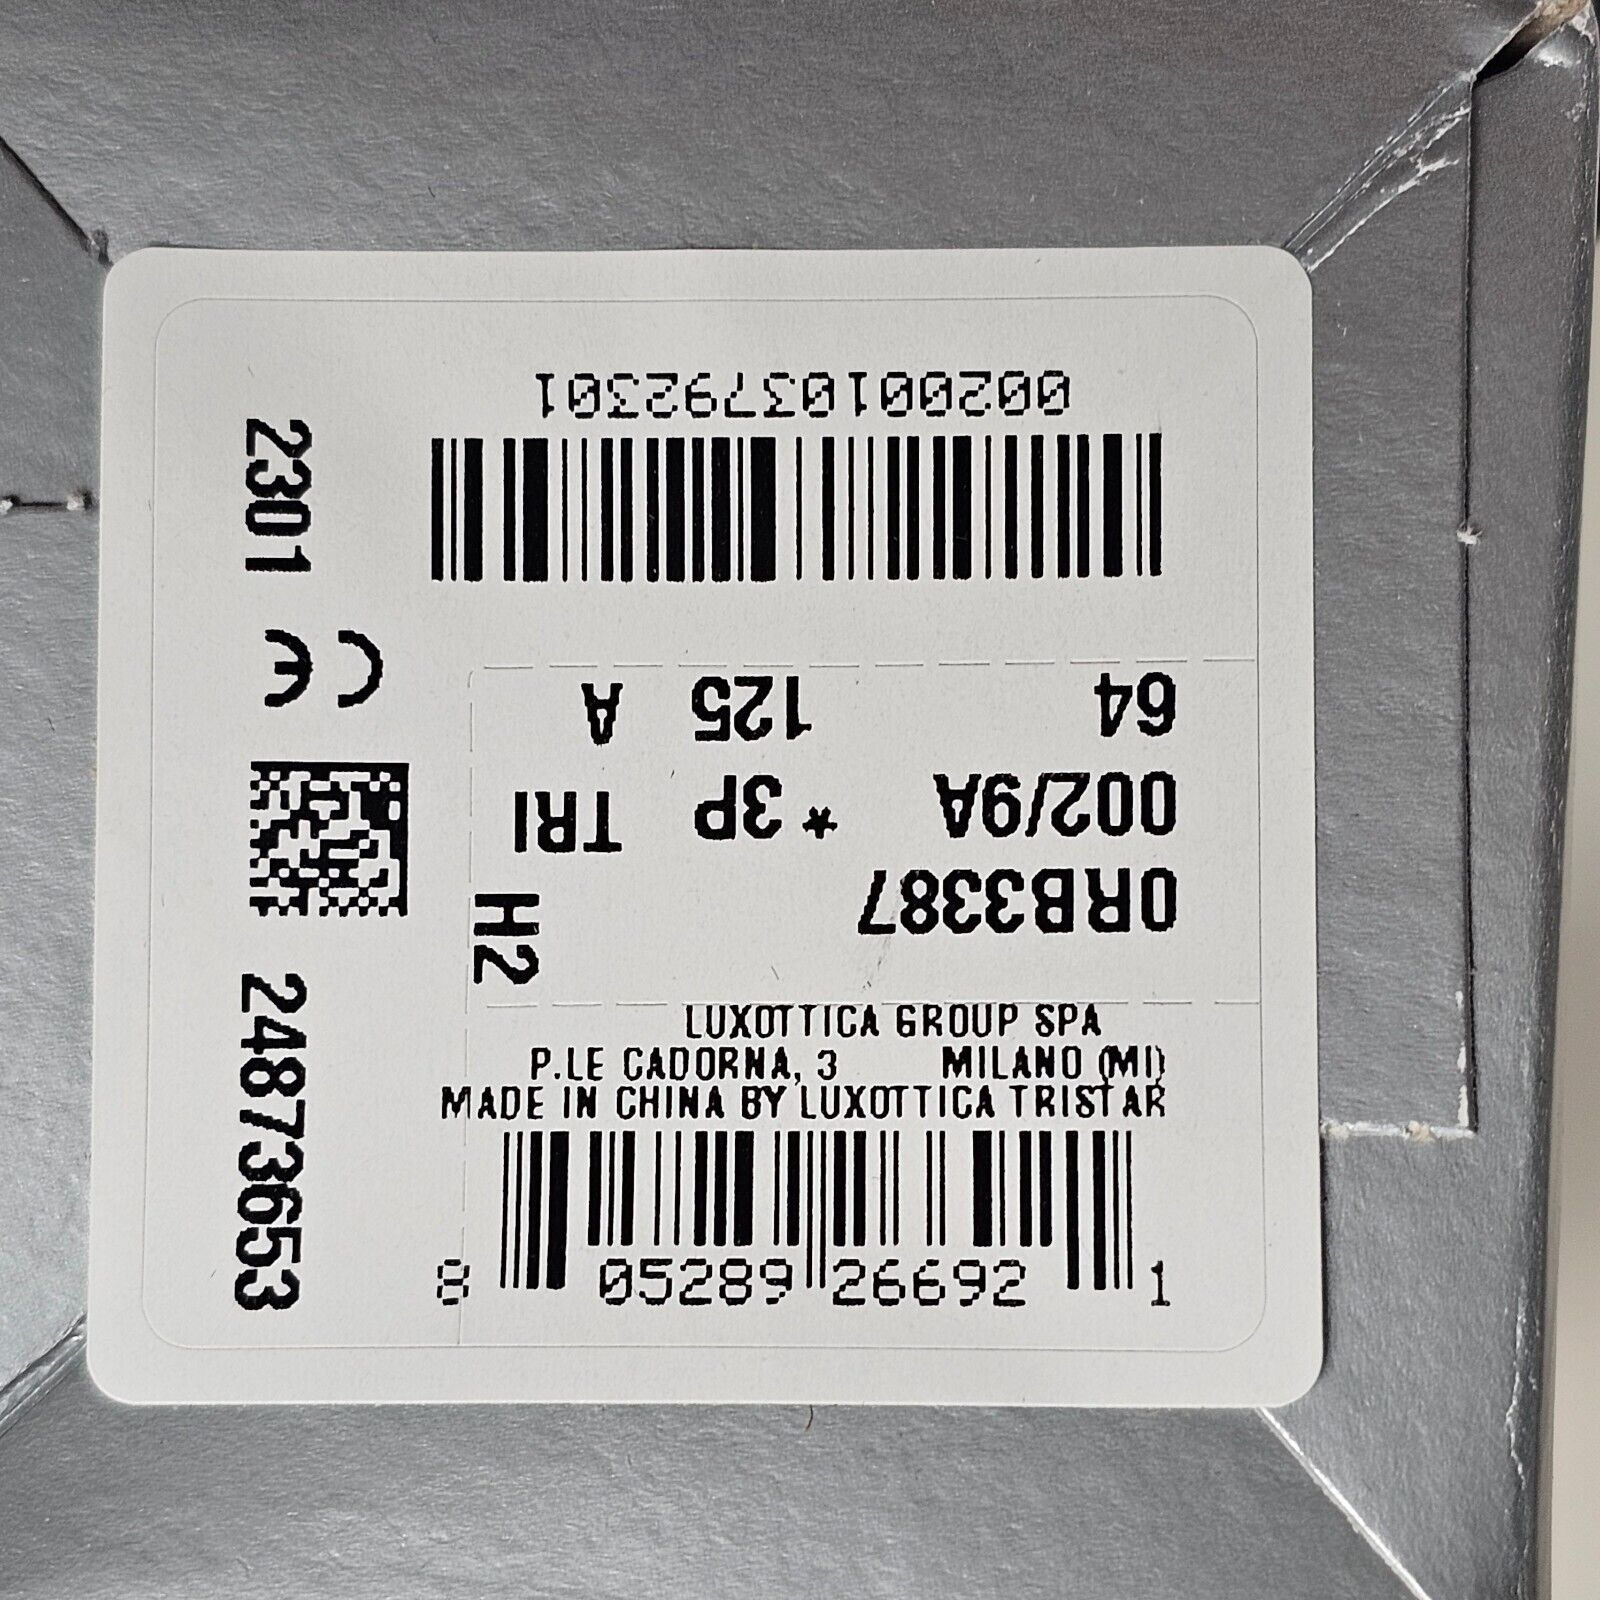 00200103792301
64 125 A
002/9A * 3P TRI
0RB3387
H2
LUXOTTICA GROUP SPA
P.LE CADORNA, 3 MILANO (MI)
MADE IN CHINA BY LUXOTTICA TRISTAR
8 05289 26692 1
2301 CE
24873653